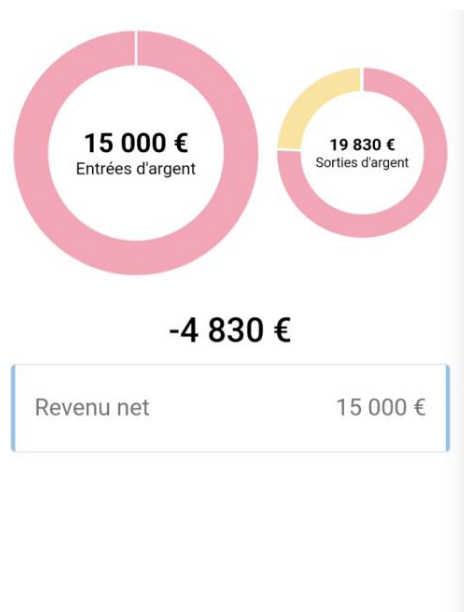 15 000 €
Entrées d'argent
19 830 €
Sorties d'argent
-4 830 €
Revenu net 15 000 €